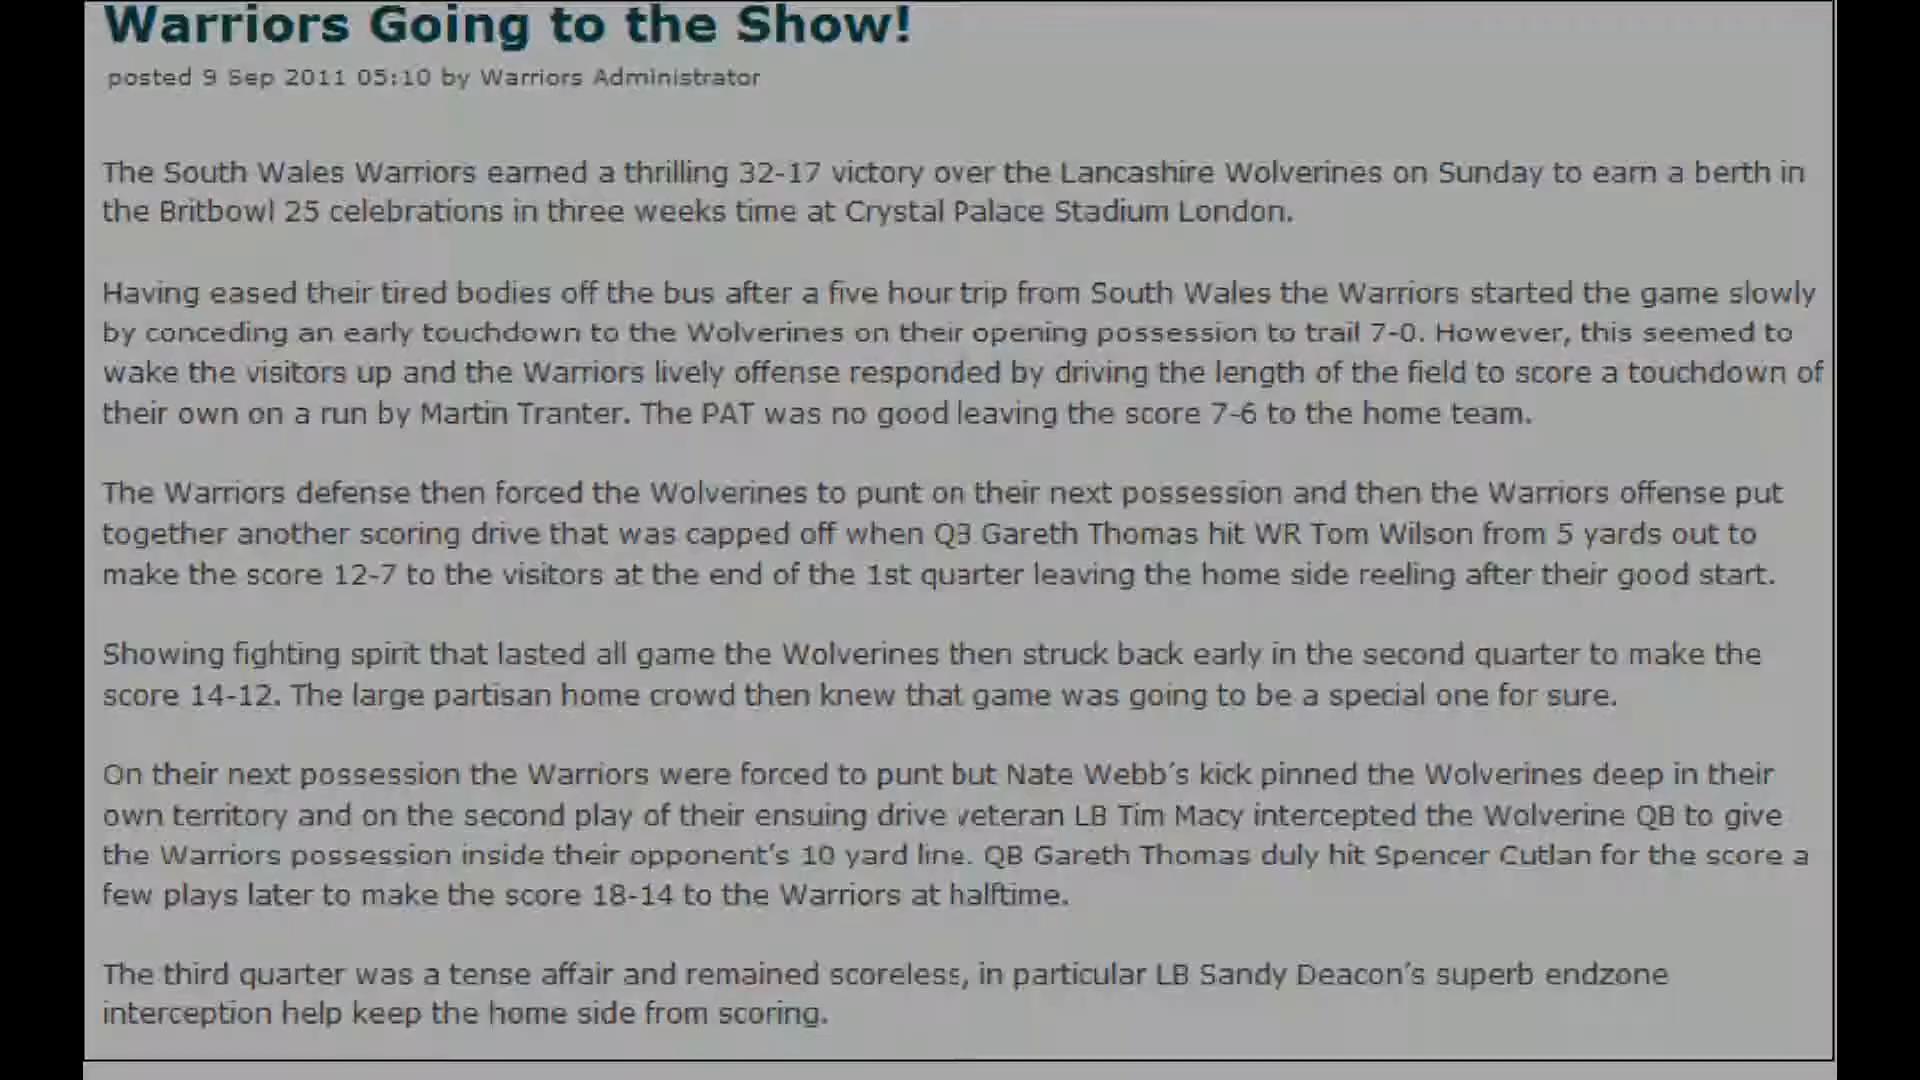 Warriors Going to the Show!
posted 9 Sep 2011 05:10 by Warriors Administrator
The South Wales Warriors earned a thrilling 32-17 victory over the Lancashire Wolverines on Sunday to earn a berth in
the Britbowl 25 celebrations in three weeks time at Crystal Palace Stadium London.
Having eased their tired bodies off the bus after a five hour trip from South Wales the Warriors started the game slowly
by conceding an early touchdown to the Wolverines on their opening possession to trail 7-0. However, this seemed to
wake the visitors up and the Warriors lively offense responded by driving the length of the field to score a touchdown of
their own on a run by Martin Tranter. The PAT was no good leaving the score 7-6 to the home team.
The Warriors defense then forced the Wolverines to punt on their next possession and then the Warriors offense put
together another scoring drive that was capped off when QB Gareth Thomas hit WR Tom Wilson from 5 yards out to
make the score 12-7 to the visitors at the end of the 1st quarter leaving the home side reeling after their good start.
Showing fighting spirit that lasted all game the Wolverines then struck back early in the second quarter to make the
score 14-12. The large partisan home crowd then knew that game was going to be a special one for sure.
On their next possession the Warriors were forced to punt but Nate Webb's kick pinned the Wolverines deep in their
own territory and on the second play of their ensuing drive veteran LB Tim Macy intercepted the Wolverine QB to give
the Warriors possession inside their opponent's 10 yard line. QB Gareth Thomas duly hit Spencer Cutlan for the score a
few plays later to make the score 18-14 to the Warriors at halftime.
The third quarter was a tense affair and remained scoreless, in particular LB Sandy Deacon's superb endzone
interception help keep the home side from scoring.